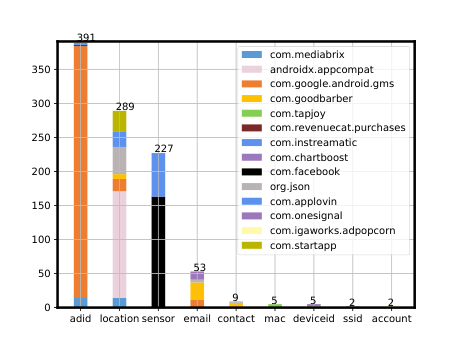 391
350
300
250
200
150
100
50
0
289
227
53
9
5
5
2
2
com.mediabrix
androidx.appcompat
com.google.android.gms
com.goodbarber
com.tapjoy
com.revenuecat.purchases
com.instreamatic
com.chartboost
com.facebook
org.json
com.applovin
com.onesignal
com.igaworks.adpopcorn
com.startapp
adid location sensor email contact mac deviceid ssid account